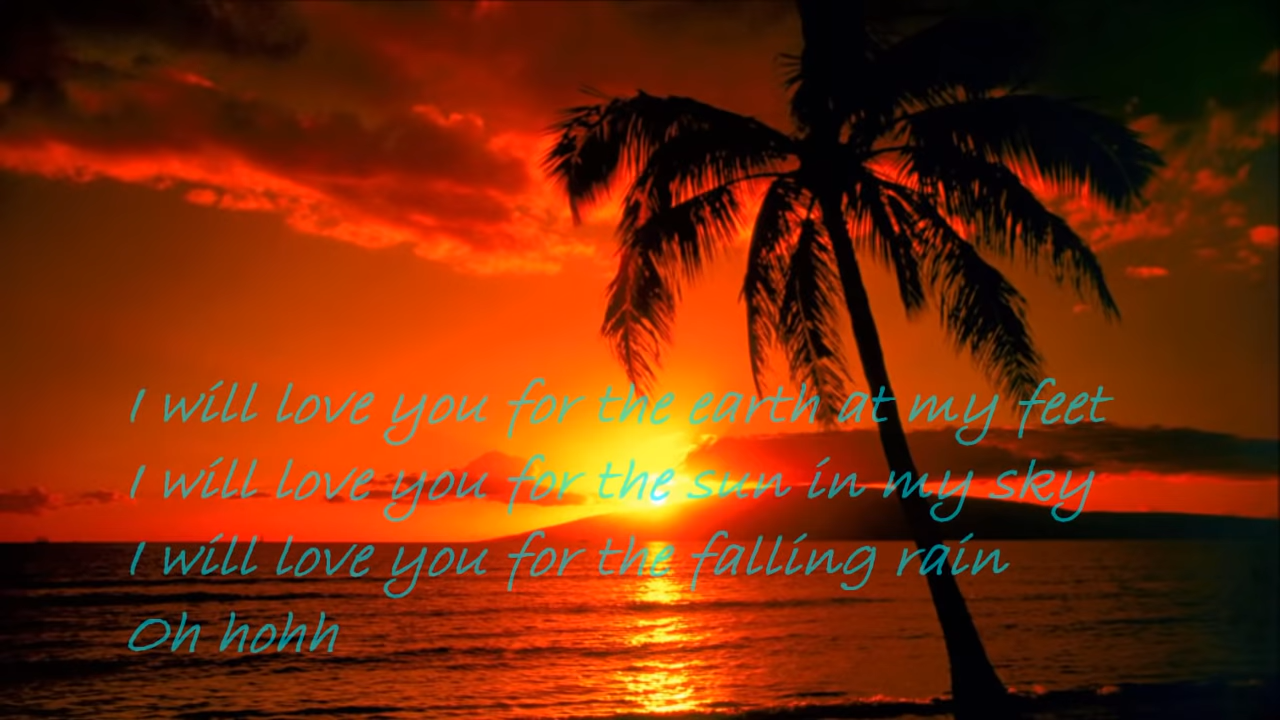 I will love you for the earth at my feet
I will love you for the sun in my sky
I will love you for the falling rain
Oh hohh